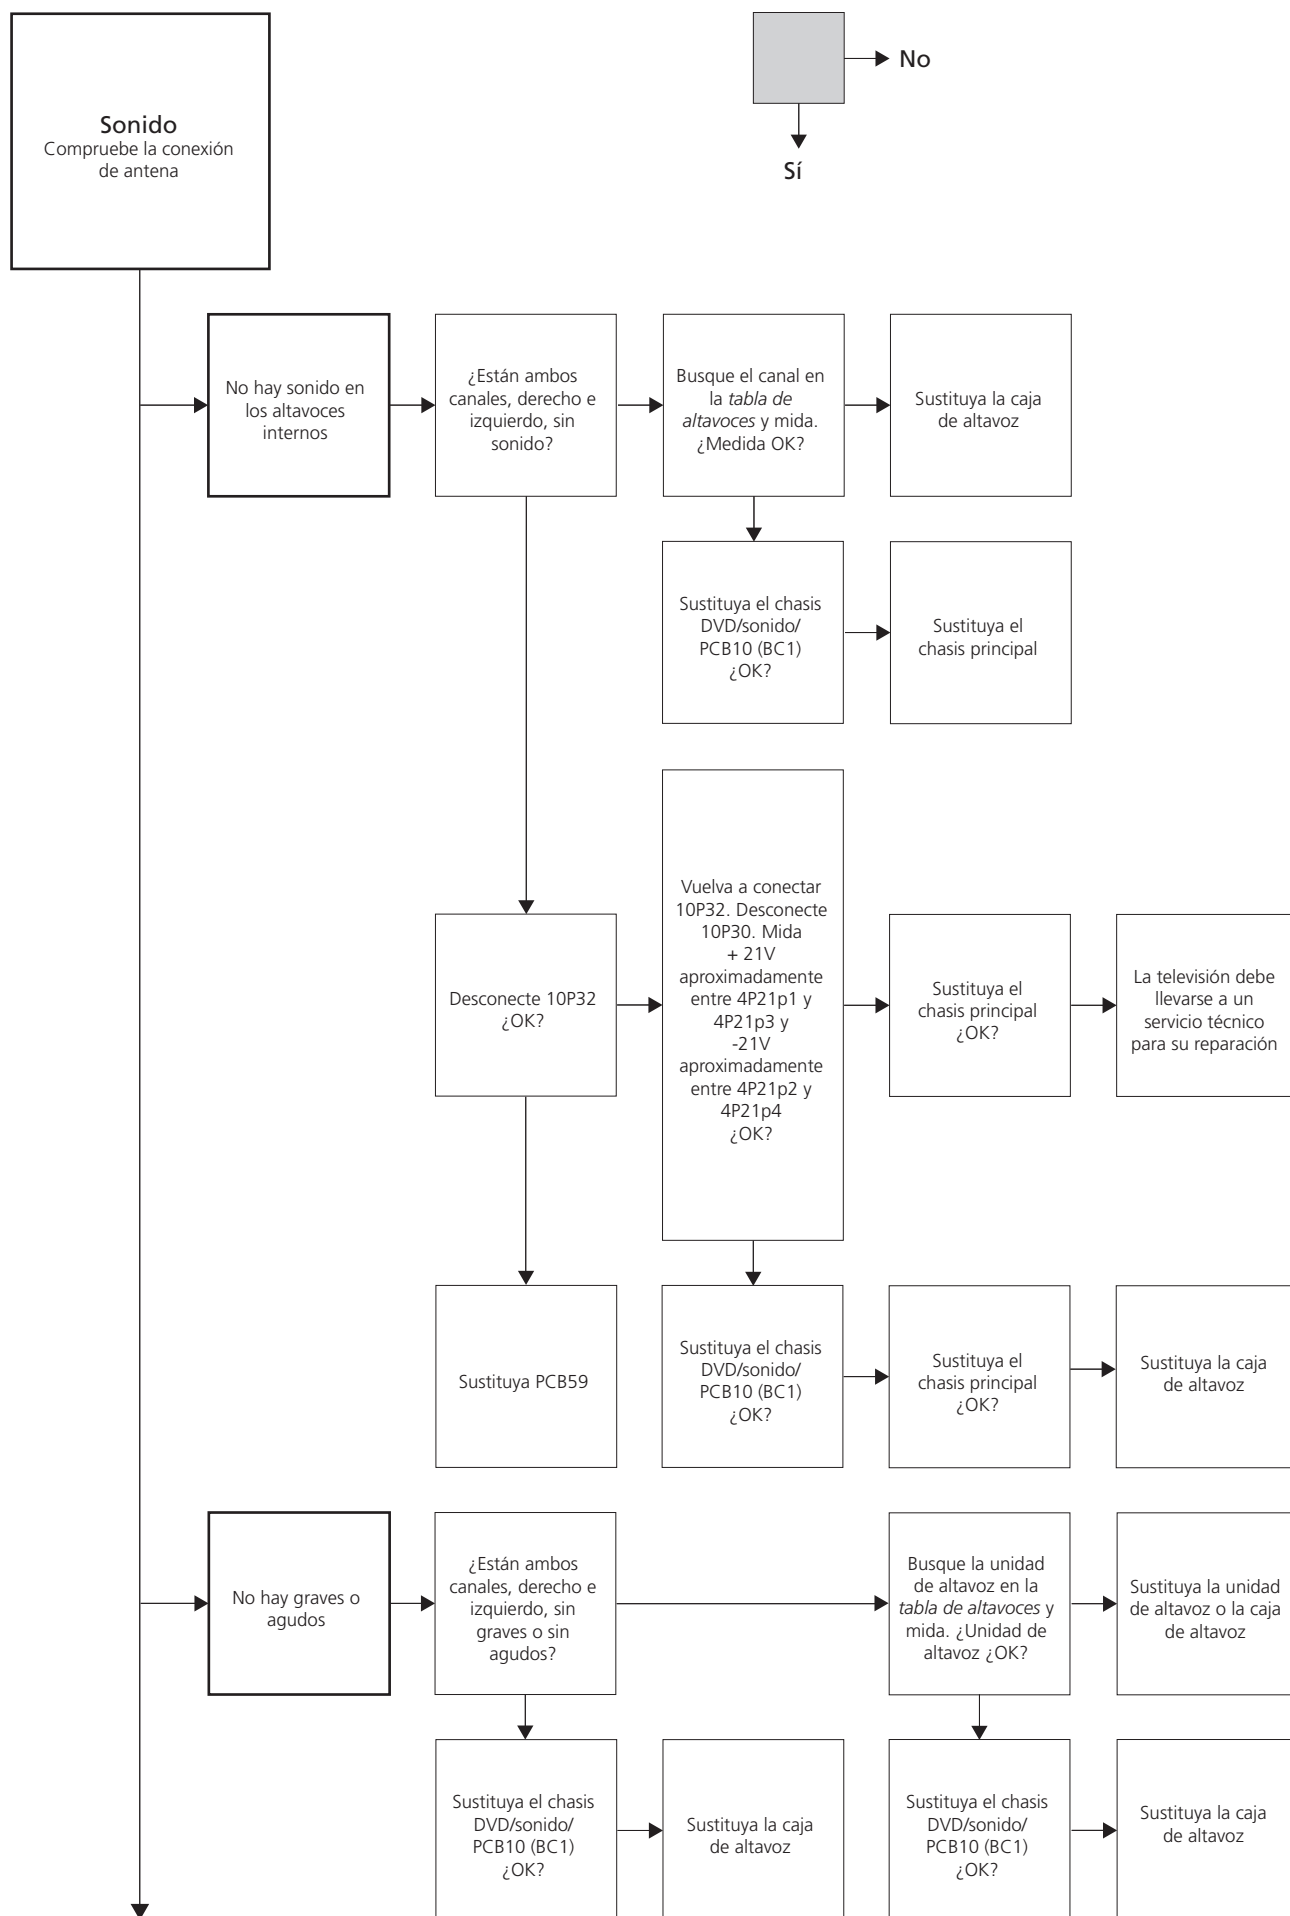 No
Sí
Sonido
Compruebe la conexión
de antena
No hay sonido en
los altavoces
internos
¿Están ambos
canales, derecho e
izquierdo, sin
sonido?
Busque el canal en
la tabla de
altavoces y mida.
¿Medida OK?
Sustituya la caja
de altavoz
Sustituya el chasis
DVD/sonido/
PCB10 (BC1)
¿OK?
Sustituya el
chasis principal
Desconecte 10P32
¿OK?
Vuelva a conectar
10P32. Desconecte
10P30. Mida
+ 21V
aproximadamente
entre 4P21p1 y
4P21p3 y
-21V
aproximadamente
entre 4P21p2 y
4P21p4
¿OK?
Sustituya el
chasis principal
¿OK?
La televisión debe
llevarse a un
servicio técnico
para su reparación
Sustituya PCB59
Sustituya el chasis
DVD/sonido/
PCB10 (BC1)
¿OK?
Sustituya el
chasis principal
¿OK?
Sustituya la caja
de altavoz
No hay graves o
agudos
¿Están ambos
canales, derecho e
izquierdo, sin
graves o sin
agudos?
Busque la unidad
de altavoz en la
tabla de altavoces y
mida. ¿Unidad de
altavoz ¿OK?
Sustituya la unidad
de altavoz o la caja
de altavoz
Sustituya el chasis
DVD/sonido/
PCB10 (BC1)
¿OK?
Sustituya la caja
de altavoz
Sustituya el chasis
DVD/sonido/
PCB10 (BC1)
¿OK?
Sustituya la caja
de altavoz